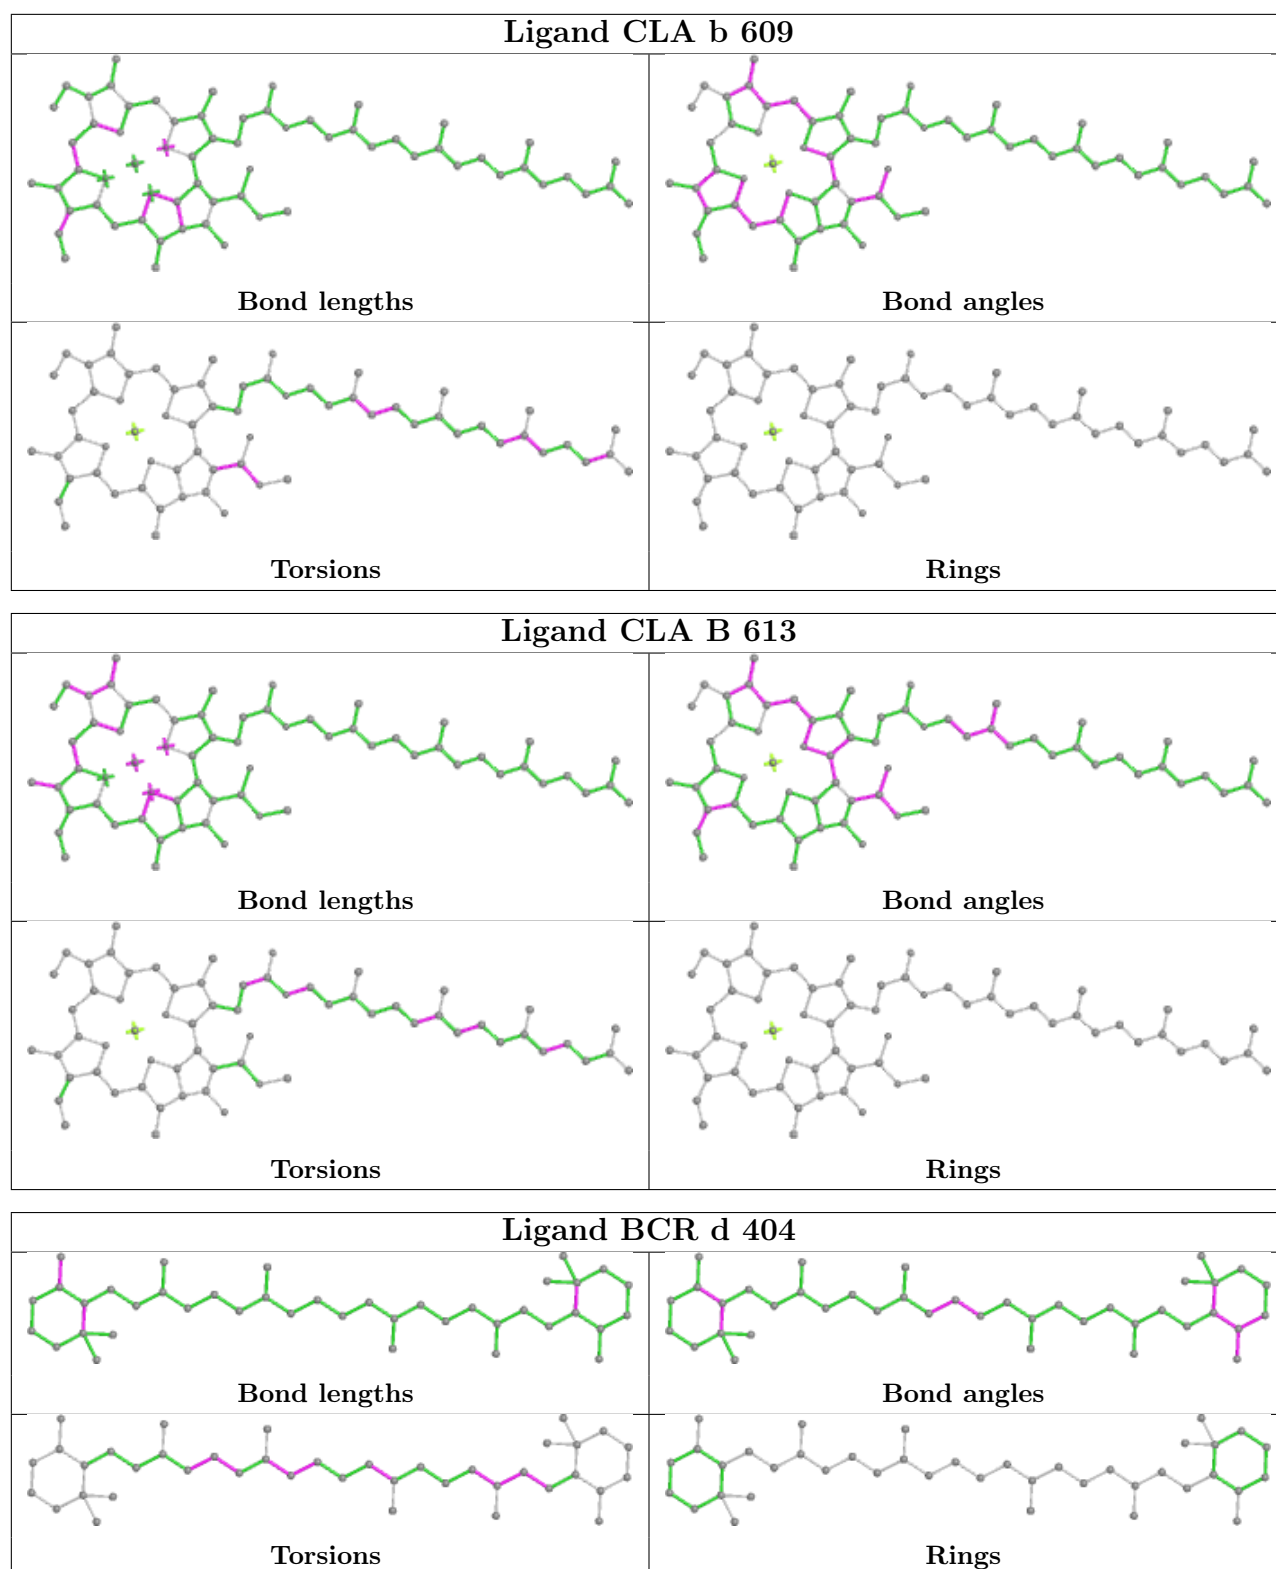 Ligand CLA b 609
Bond lengths
Bond angles
Torsions
Rings
Ligand CLA B 613
Bond lengths
Bond angles
Torsions
Rings
Ligand BCR d 404
Bond lengths
Bond angles
Torsions
Rings